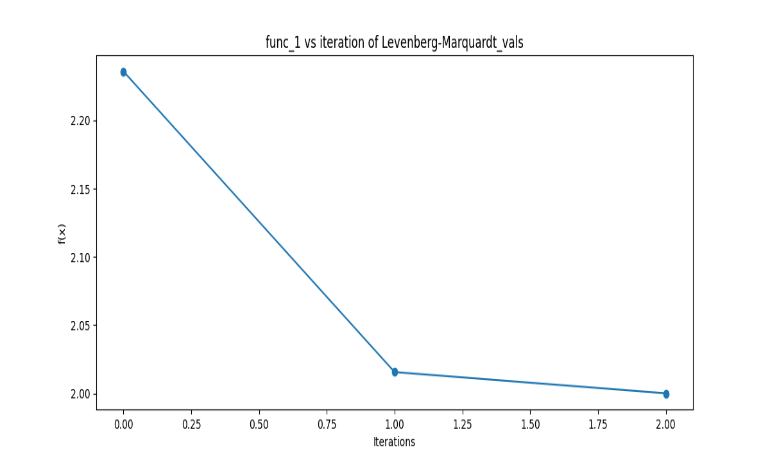 func_1 vs iteration of Levenberg-Marquardt_vals
2.20
2.15
2.10
2.05
2.00
f(x)
0.00 0.25 0.50 0.75 1.00 1.25 1.50 1.75 2.00
Iterations